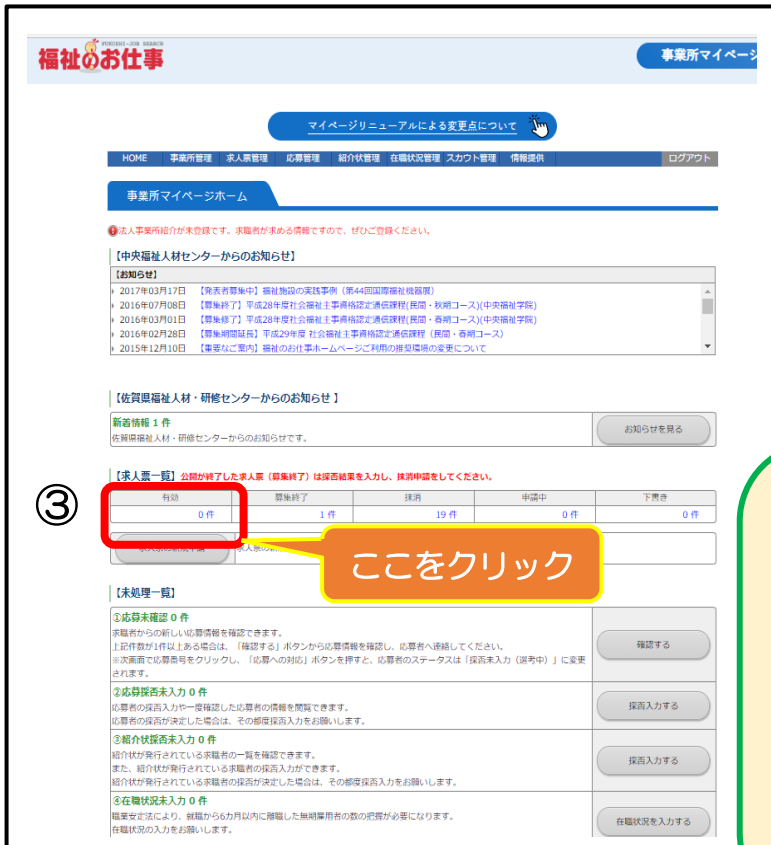 ③
FUKUSHI-JOB SEARCH
福祉のお仕事
事業所マイページ
マイページリニューアルによる変更点について
HOME 事業所管理 求人票管理 応募管理 紹介状管理 在職状況管理 スカウト管理 情報提供 ログアウト
事業所マイページホーム
法人事業所紹介が未登録です。求職者が求める情報ですので、ぜひご登録ください。
【中央福祉人材センターからのお知らせ】
【お知らせ】
2017年03月17日 【発表者募集中】福祉施設の実践事例（第44回国際福祉機器展）
2016年07月08日 【募集終了】平成28年度社会福祉主事資格認定通信課程(民間・秋期コース)(中央福祉学院)
2016年03月01日 【募集終了】平成28年度社会福祉主事資格認定通信課程(民間・春期コース)(中央福祉学院)
2016年02月28日 【募集期間延長】平成29年度 社会福祉主事資格認定通信課程（民間・春期コース）
2015年12月10日 【重要なご案内】福祉のお仕事ホームページご利用の推奨環境の変更について
【佐賀県福祉人材・研修センターからのお知らせ 】
新着情報 1 件
佐賀県福祉人材・研修センターからのお知らせです。
お知らせを見る
【求人票一覧】公開が終了した求人票（募集終了）は採否結果を入力し、抹消申請をしてください。
有効 募集終了 抹消 申請中 下書き
0 件 1 件 19 件 0 件 0 件
ここをクリック
【未処理一覧】
①応募未確認 0 件
求職者からの新しい応募情報を確認できます。
上記件数が1件以上ある場合は、「確認する」ボタンから応募情報を確認し、応募者へ連絡してください。
※次画面で応募番号をクリックし、「応募への対応」ボタンを押すと、応募者のステータスは「採否未入力（選考中）」に変更
されます。
確認する
②応募採否未入力 0 件
応募者の採否入力や一度確認した応募者の情報を閲覧できます。
応募者の採否が決定した場合は、その都度採否入力をお願いします。
採否入力する
③紹介状採否未入力 0 件
紹介状が発行されている求職者の一覧を確認できます。
また、紹介状が発行されている求職者の採否入力ができます。
紹介状が発行されている求職者の採否が決定した場合は、その都度採否入力をお願いします。
採否入力する
④在職状況未入力 0 件
職業安定法により、就職から6カ月以内に離職した無期雇用者の数の把握が必要になります。
在職状況の入力をお願いします。
在職状況を入力する